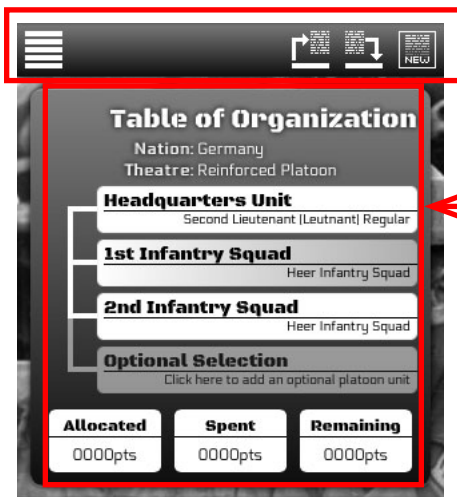 NEW
Table of Organization
Nation: Germany
Theatre: Reinforced Platoon
Headquarters Unit
Second Lieutenant |Leutnant| Regular
1st Infantry Squad
Heer Infantry Squad
2nd Infantry Squad
Heer Infantry Squad
Optional Selection
Click here to add an optional platoon unit
Allocated Spent Remaining
0000pts 0000pts 0000pts